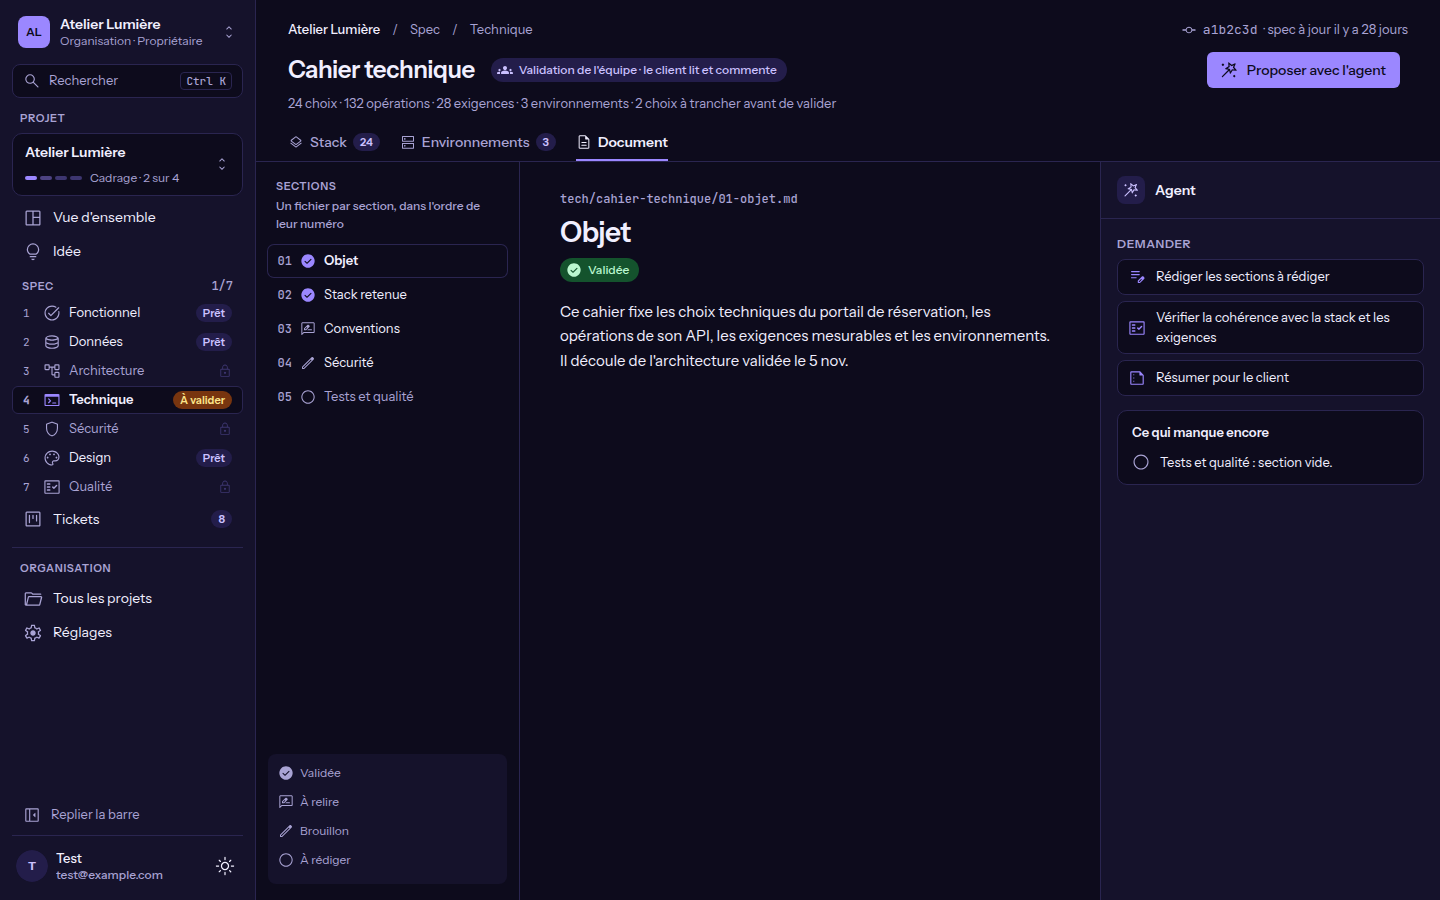 AL
Atelier Lumière
Organisation · Propriétaire
Rechercher
Ctrl K
PROJET
Atelier Lumière
Cadrage · 2 sur 4
Vue d'ensemble
Idée
SPEC 1/7
1 Fonctionnel Prêt
2 Données Prêt
3 Architecture
4 Technique À valider
5 Sécurité
6 Design Prêt
7 Qualité
Tickets 8
ORGANISATION
Tous les projets
Réglages
Replier la barre
T
Test
test@example.com
Atelier Lumière / Spec / Technique
a1b2c3d · spec à jour il y a 28 jours
Cahier technique
Validation de l'équipe · le client lit et commente
Proposer avec l'agent
24 choix · 132 opérations · 28 exigences · 3 environnements · 2 choix à trancher avant de valider
Stack 24
Environnements 3
Document
SECTIONS
Un fichier par section, dans l'ordre de
leur numéro
01 Objet
02 Stack retenue
03 Conventions
04 Sécurité
05 Tests et qualité
Validée
À relire
Brouillon
À rédiger
tech/cahier-technique/01-objet.md
Objet
Validée
Ce cahier fixe les choix techniques du portail de réservation, les
opérations de son API, les exigences mesurables et les environnements.
Il découle de l'architecture validée le 5 nov.
Agent
DEMANDER
Rédiger les sections à rédiger
Vérifier la cohérence avec la stack et les
exigences
Résumer pour le client
Ce qui manque encore
Tests et qualité : section vide.